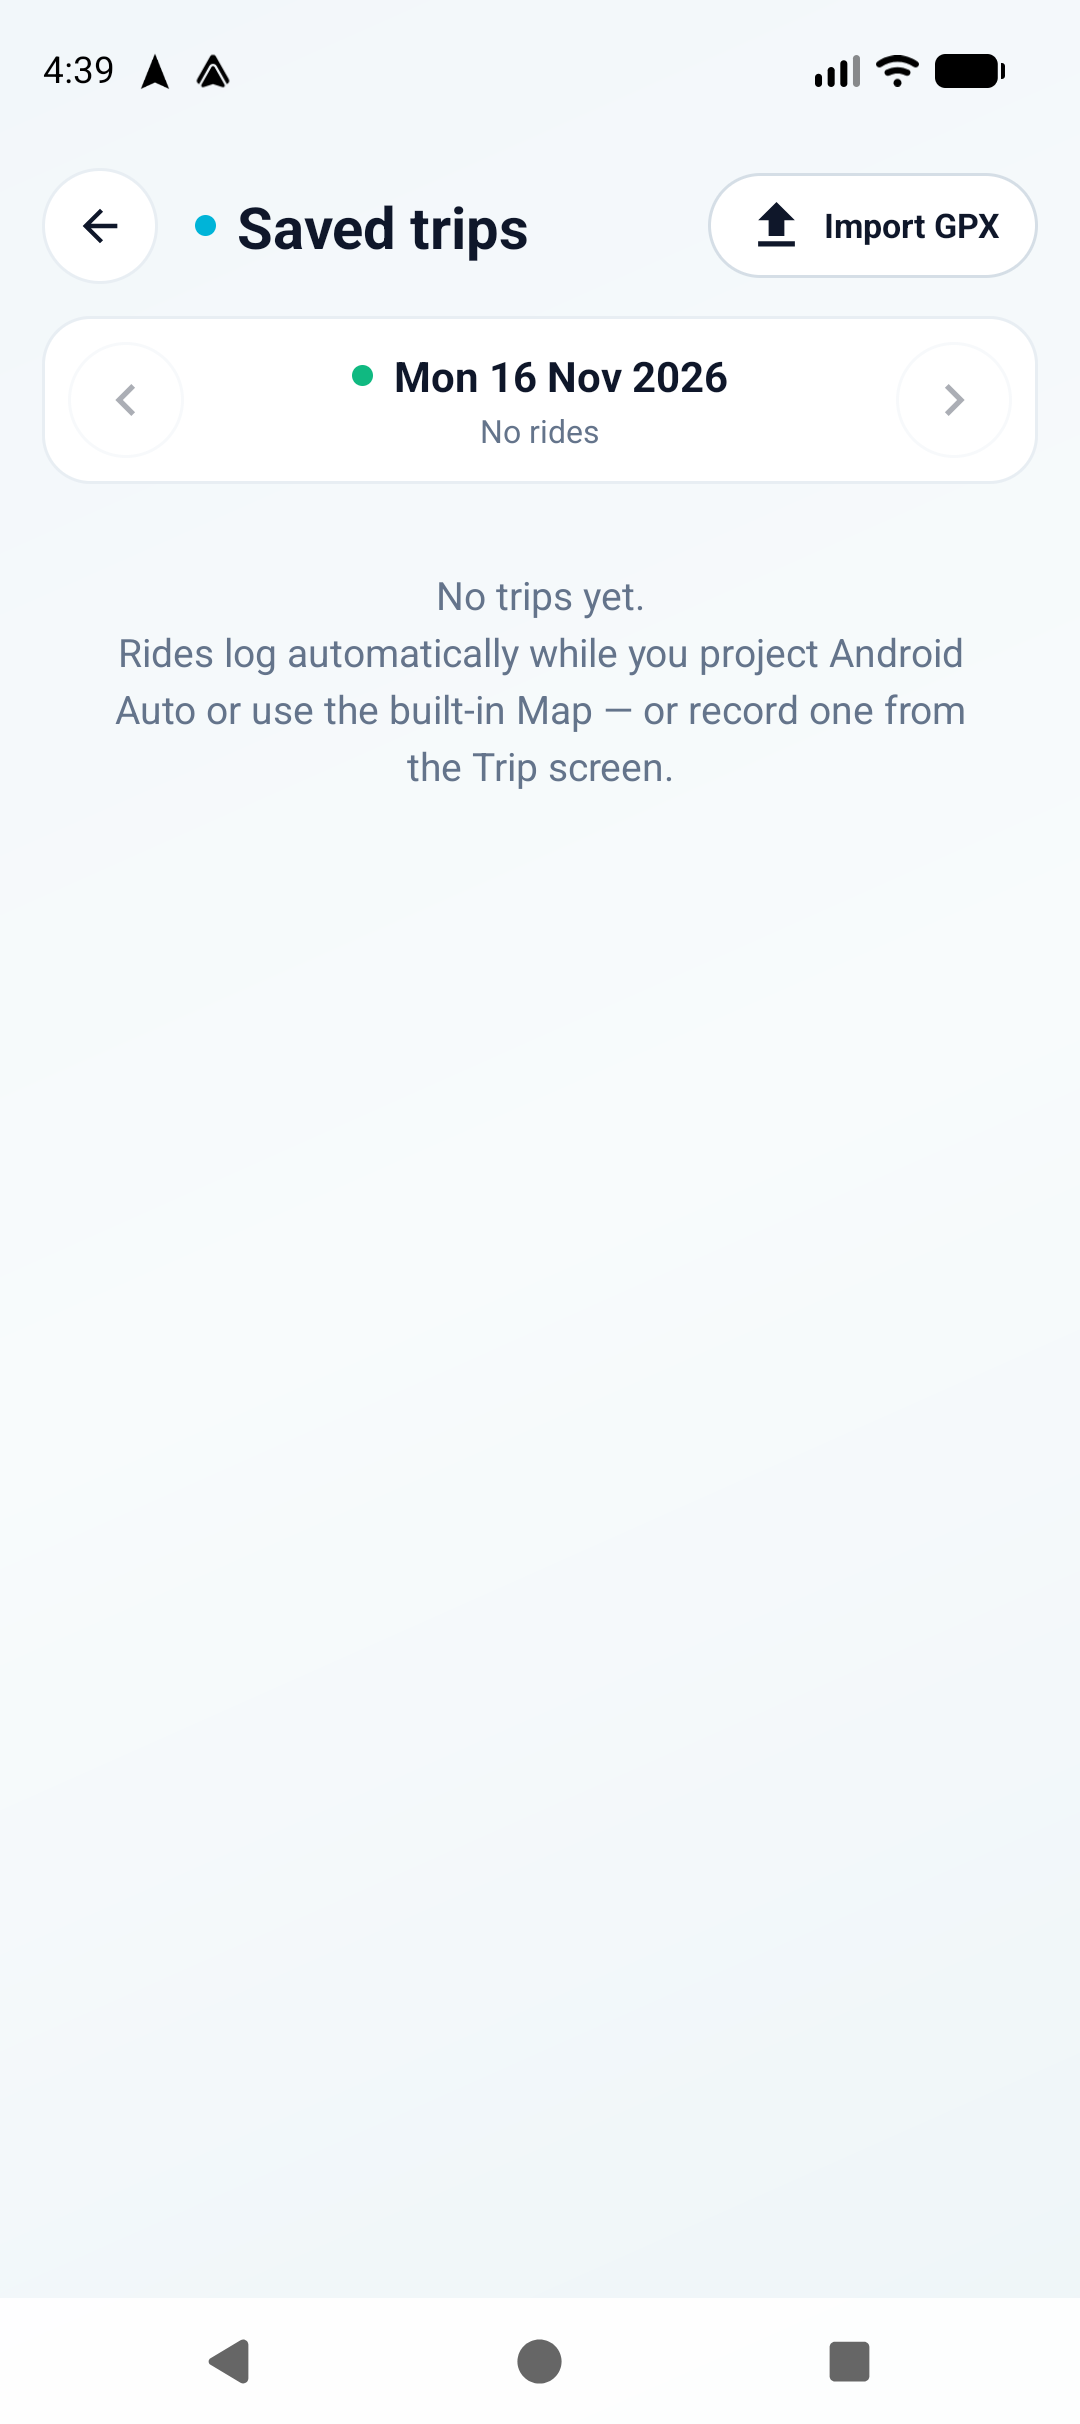 4:39
Saved trips
Import GPX
Mon 16 Nov 2026
No rides
No trips yet.
Rides log automatically while you project Android
Auto or use the built-in Map — or record one from
the Trip screen.